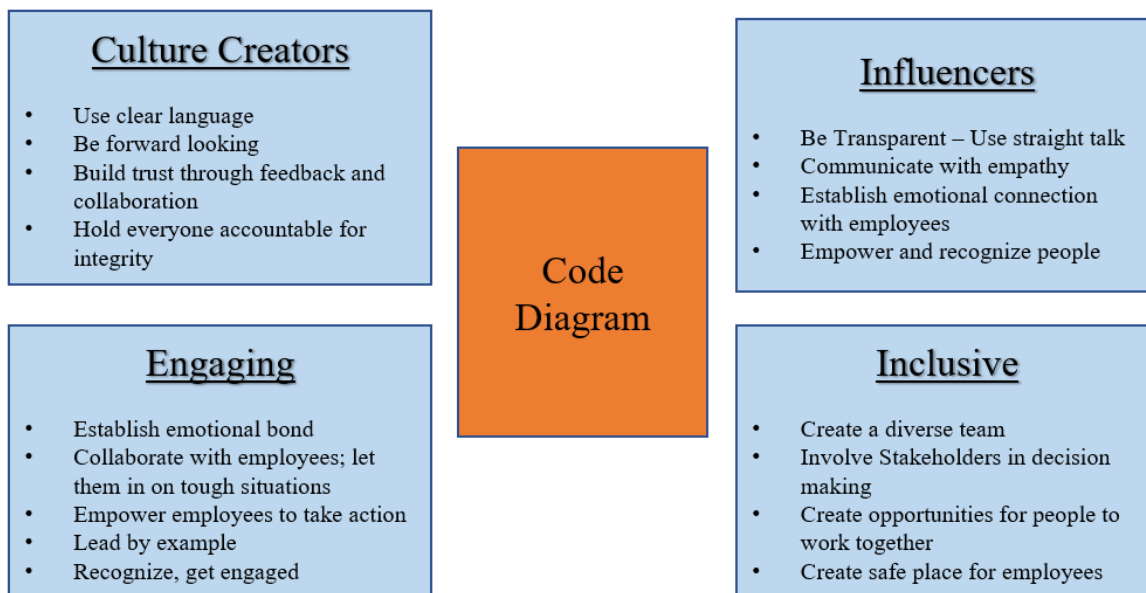 Culture Creators
• Use clear language
• Be forward looking
• Build trust through feedback and
collaboration
• Hold everyone accountable for
integrity
Influencers
• Be Transparent – Use straight talk
• Communicate with empathy
• Establish emotional connection
with employees
• Empower and recognize people
Code
Diagram
Engaging
• Establish emotional bond
• Collaborate with employees; let
them in on tough situations
• Empower employees to take action
• Lead by example
• Recognize, get engaged
Inclusive
• Create a diverse team
• Involve Stakeholders in decision
making
• Create opportunities for people to
work together
• Create safe place for employees